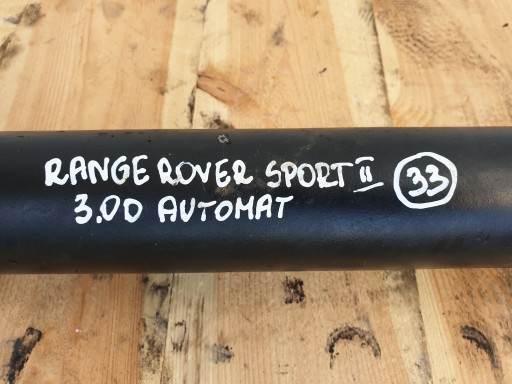 RANGE ROVER SPORT II 33
3.0D AUTOMAT